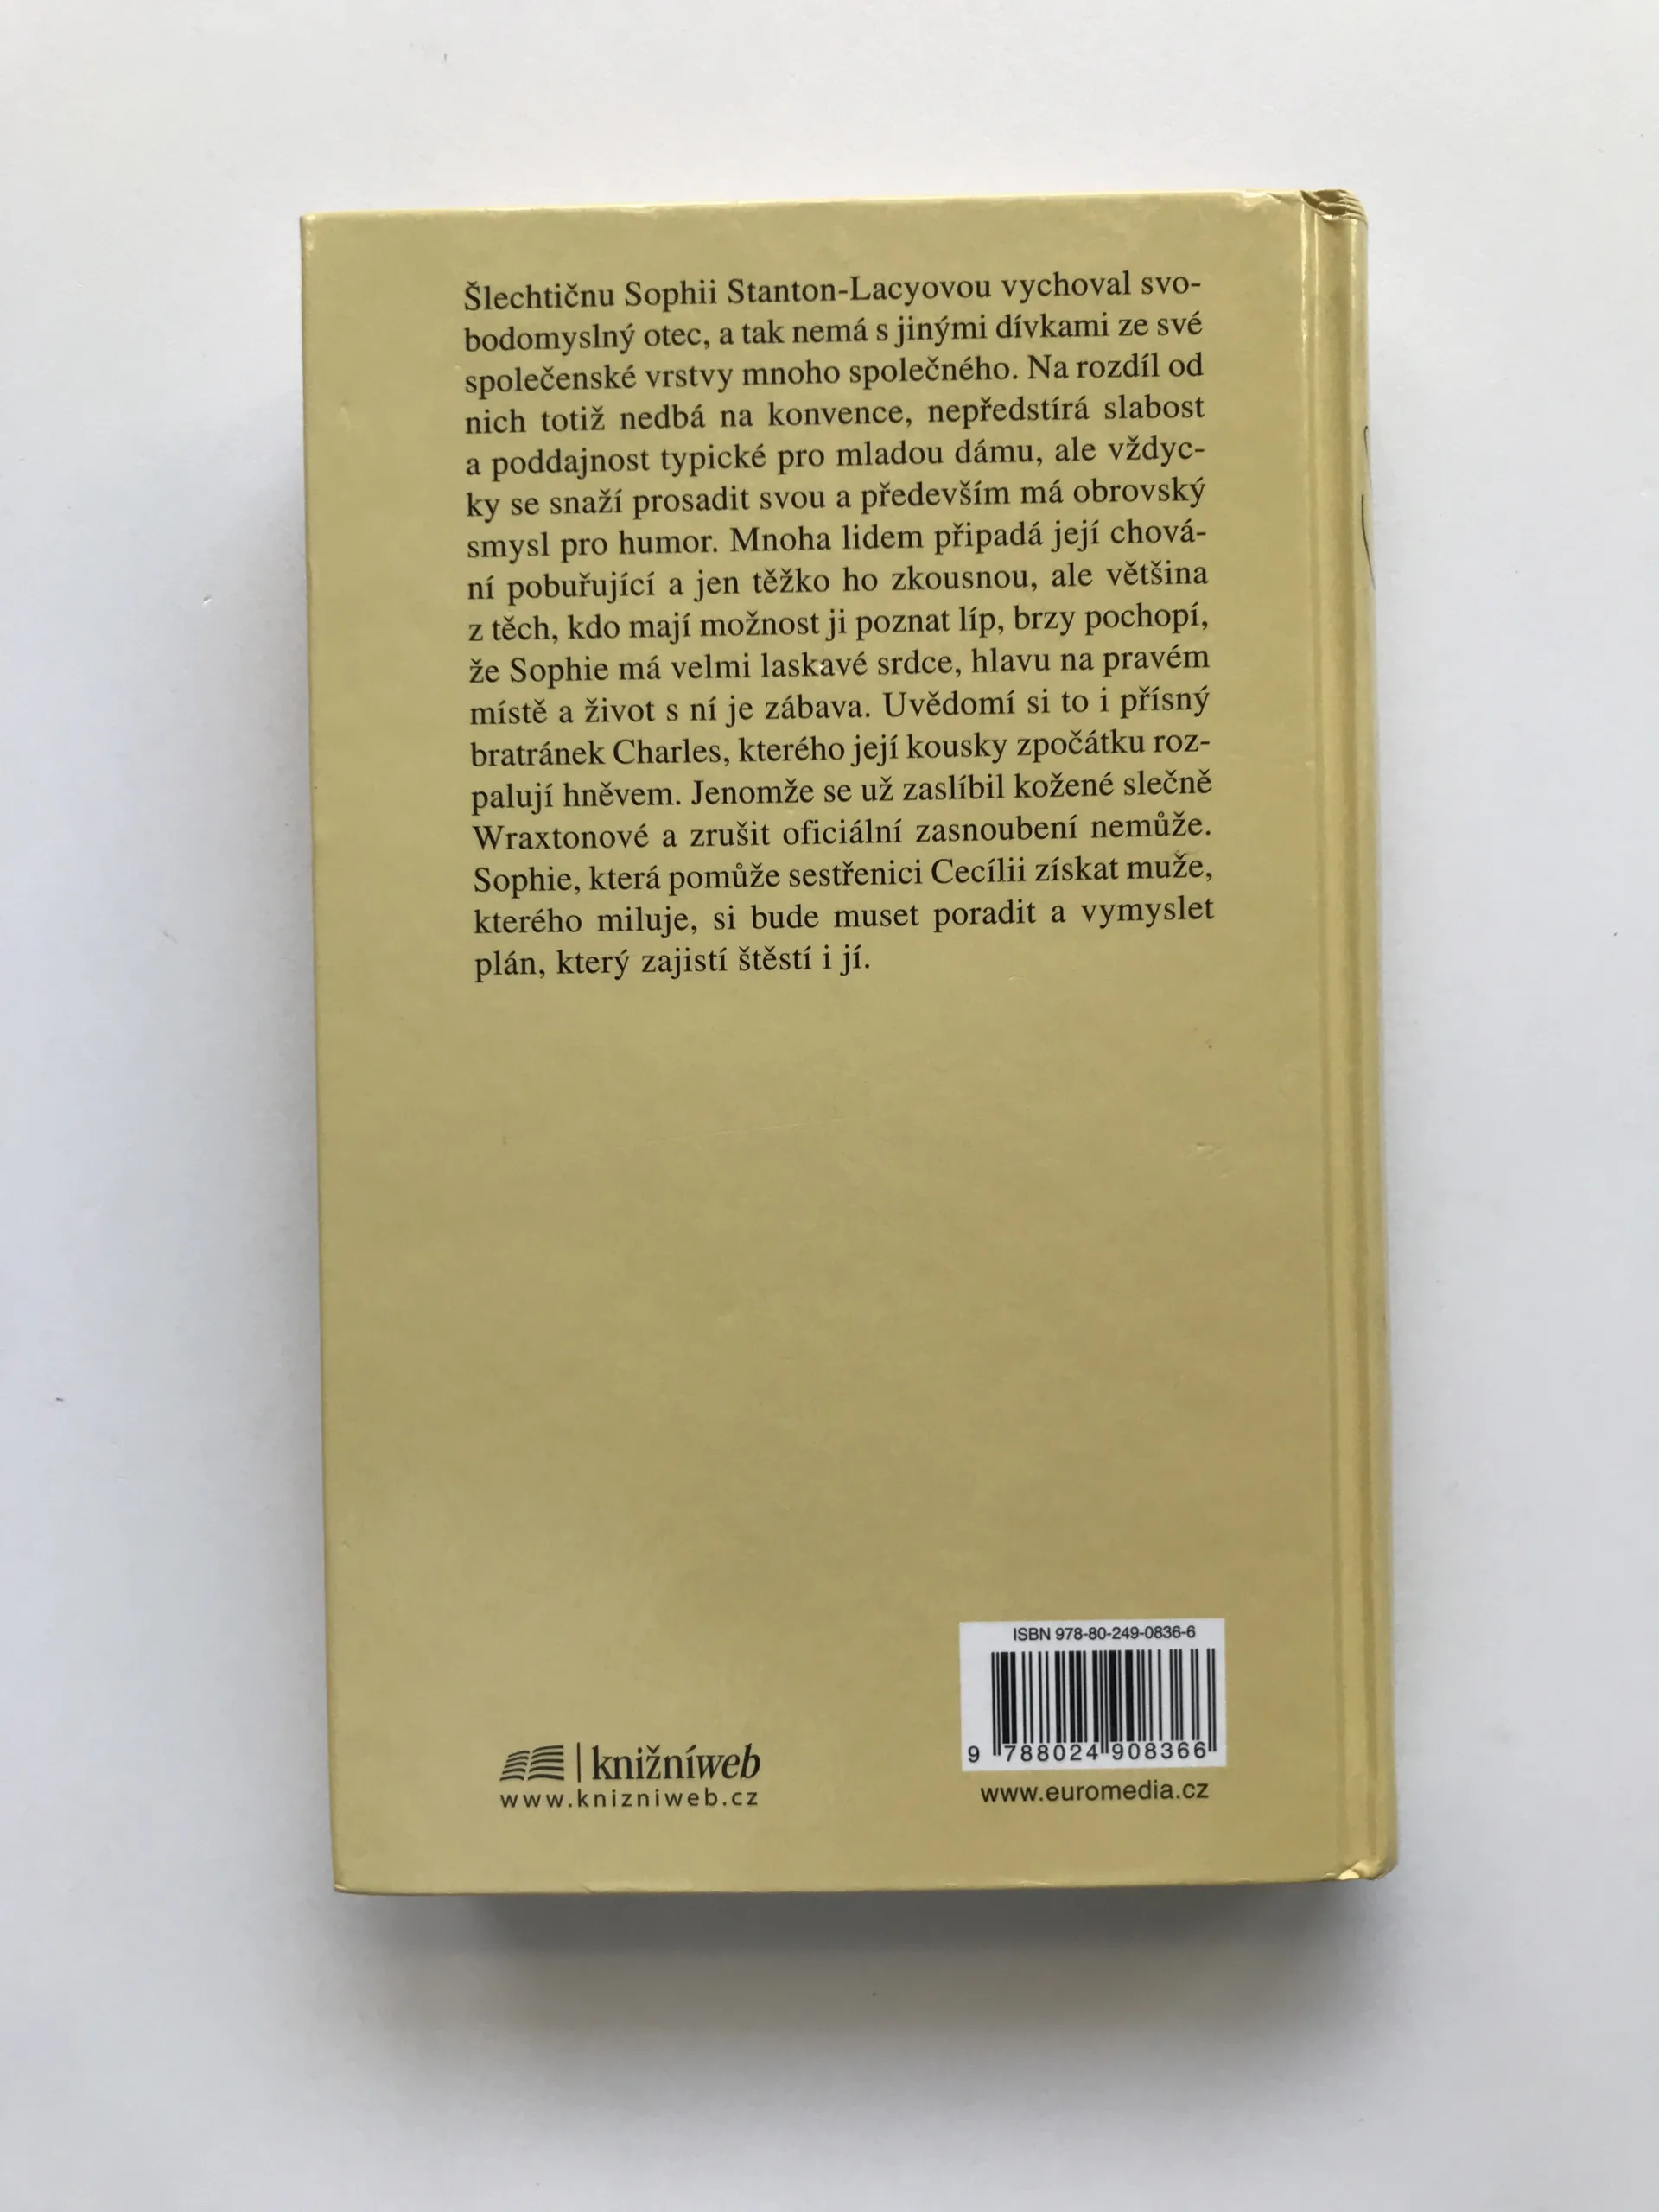 Šlechtičnu Sophii Stanton-Lacyovou vychoval svo-
bodomyslný otec, a tak nemá s jinými dívkami ze své
společenské vrstvy mnoho společného. Na rozdíl od
nich totiž nedbá na konvence, nepředstírá slabost
a poddajnost typické pro mladou dámu, ale vždyc-
ky se snaží prosadit svou a především má obrovský
smysl pro humor. Mnoha lidem připadá její chová-
ní pobuřující a jen těžko ho zkousnou, ale většina
z těch, kdo mají možnost ji poznat líp, brzy pochopí,
že Sophie má velmi laskavé srdce, hlavu na pravém
místě a život s ní je zábava. Uvědomí si to i přísný
bratránek Charles, kterého její kousky zpočátku roz-
palují hněvem. Jenomže se už zaslíbil kožené slečně
Wraxtonové a zrušit oficiální zasnoubení nemůže.
Sophie, která pomůže sestřenici Cecílii získat muže,
kterého miluje, si bude muset poradit a vymyslet
plán, který zajistí štěstí i jí.
ISBN 978-80-249-0836-6
9 788024 908366
knižníweb
www.knizniweb.cz
www.euromedia.cz